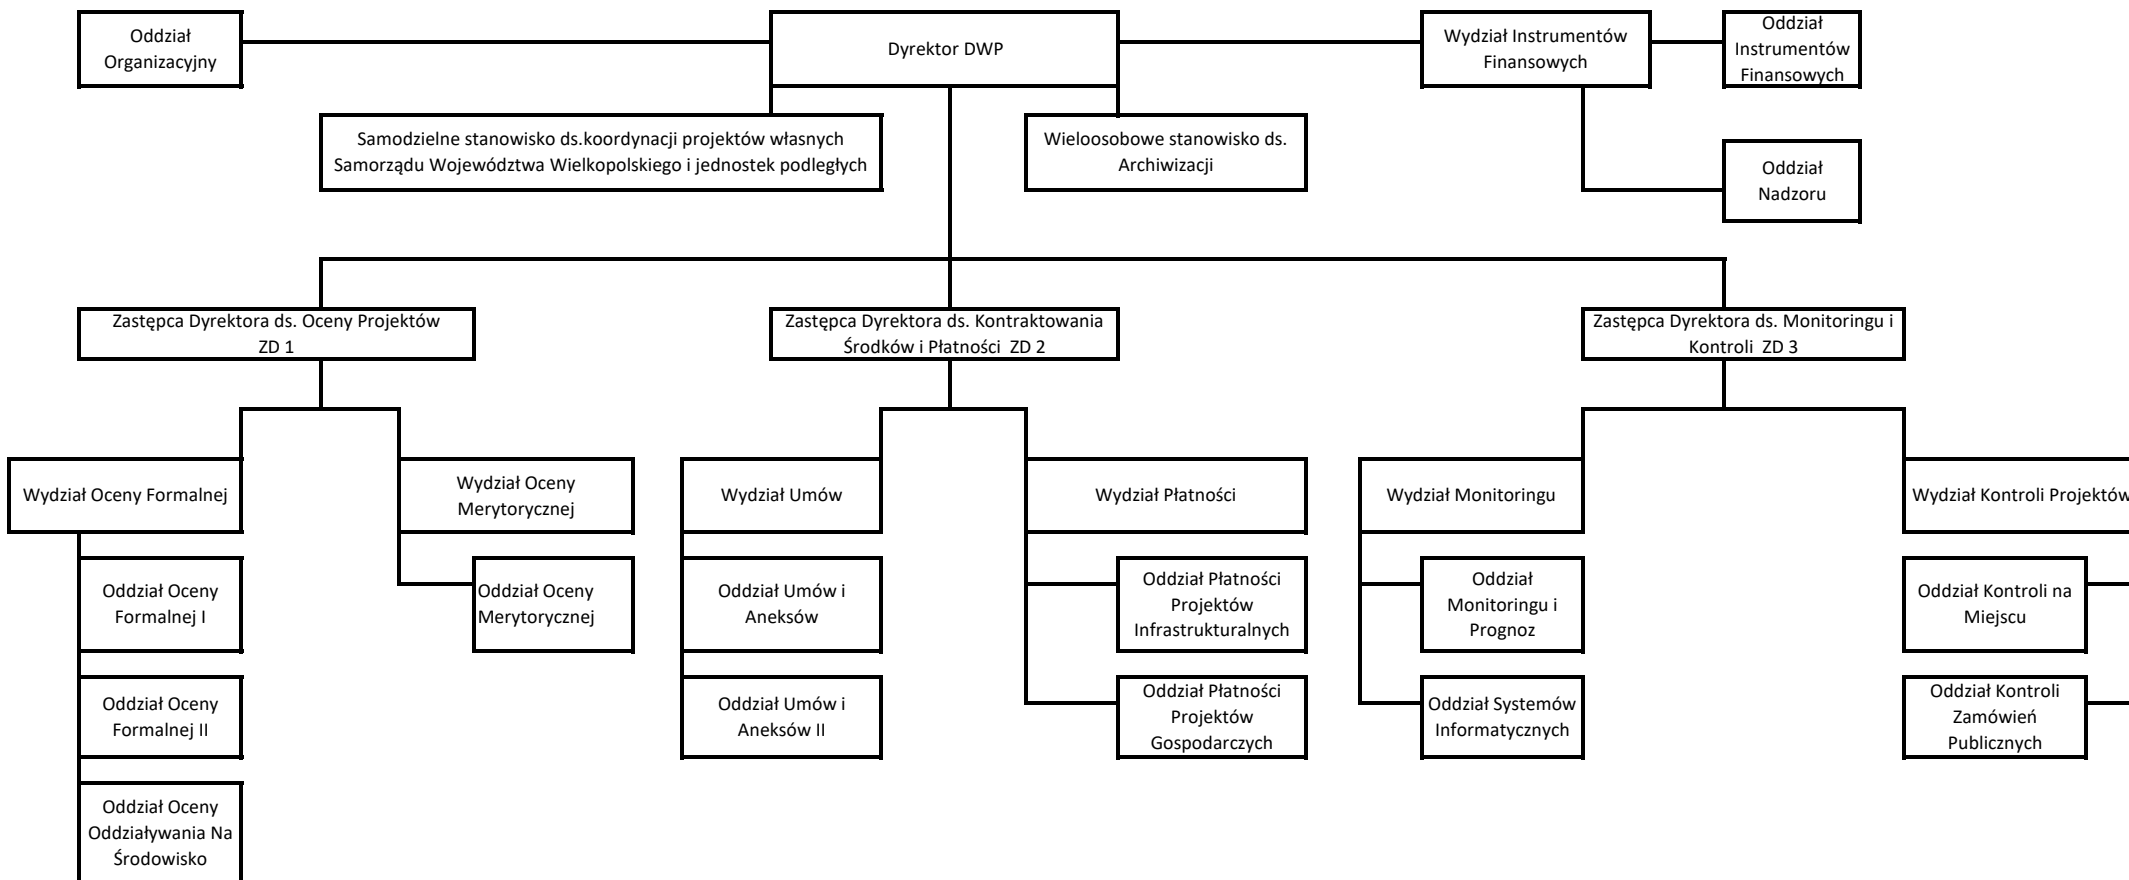 Oddział
Organizacyjny
Dyrektor DWP
Wydział Instrumentów
Finansowych
Oddział
Instrumentów
Finansowych
Samodzielne stanowisko ds.koordynacji projektów własnych
Samorządu Województwa Wielkopolskiego i jednostek podległych
Wieloosobowe stanowisko ds.
Archiwizacji
Oddział
Nadzoru
Zastępca Dyrektora ds. Oceny Projektów
ZD 1
Zastępca Dyrektora ds. Kontraktowania
Środków i Płatności  ZD 2
Zastępca Dyrektora ds. Monitoringu i
Kontroli  ZD 3
Wydział Oceny Formalnej
Wydział Oceny
Merytorycznej
Wydział Umów
Wydział Płatności
Wydział Monitoringu
Wydział Kontroli Projektów
Oddział Oceny
Formalnej I
Oddział Oceny
Merytorycznej
Oddział Umów i
Aneksów
Oddział Płatności
Projektów
Infrastrukturalnych
Oddział
Monitoringu i
Prognoz
Oddział Kontroli na
Miejscu
Oddział Oceny
Formalnej II
Oddział Umów i
Aneksów II
Oddział Płatności
Projektów
Gospodarczych
Oddział Systemów
Informatycznych
Oddział Kontroli
Zamówień
Publicznych
Oddział Oceny
Oddziaływania Na
Środowisko